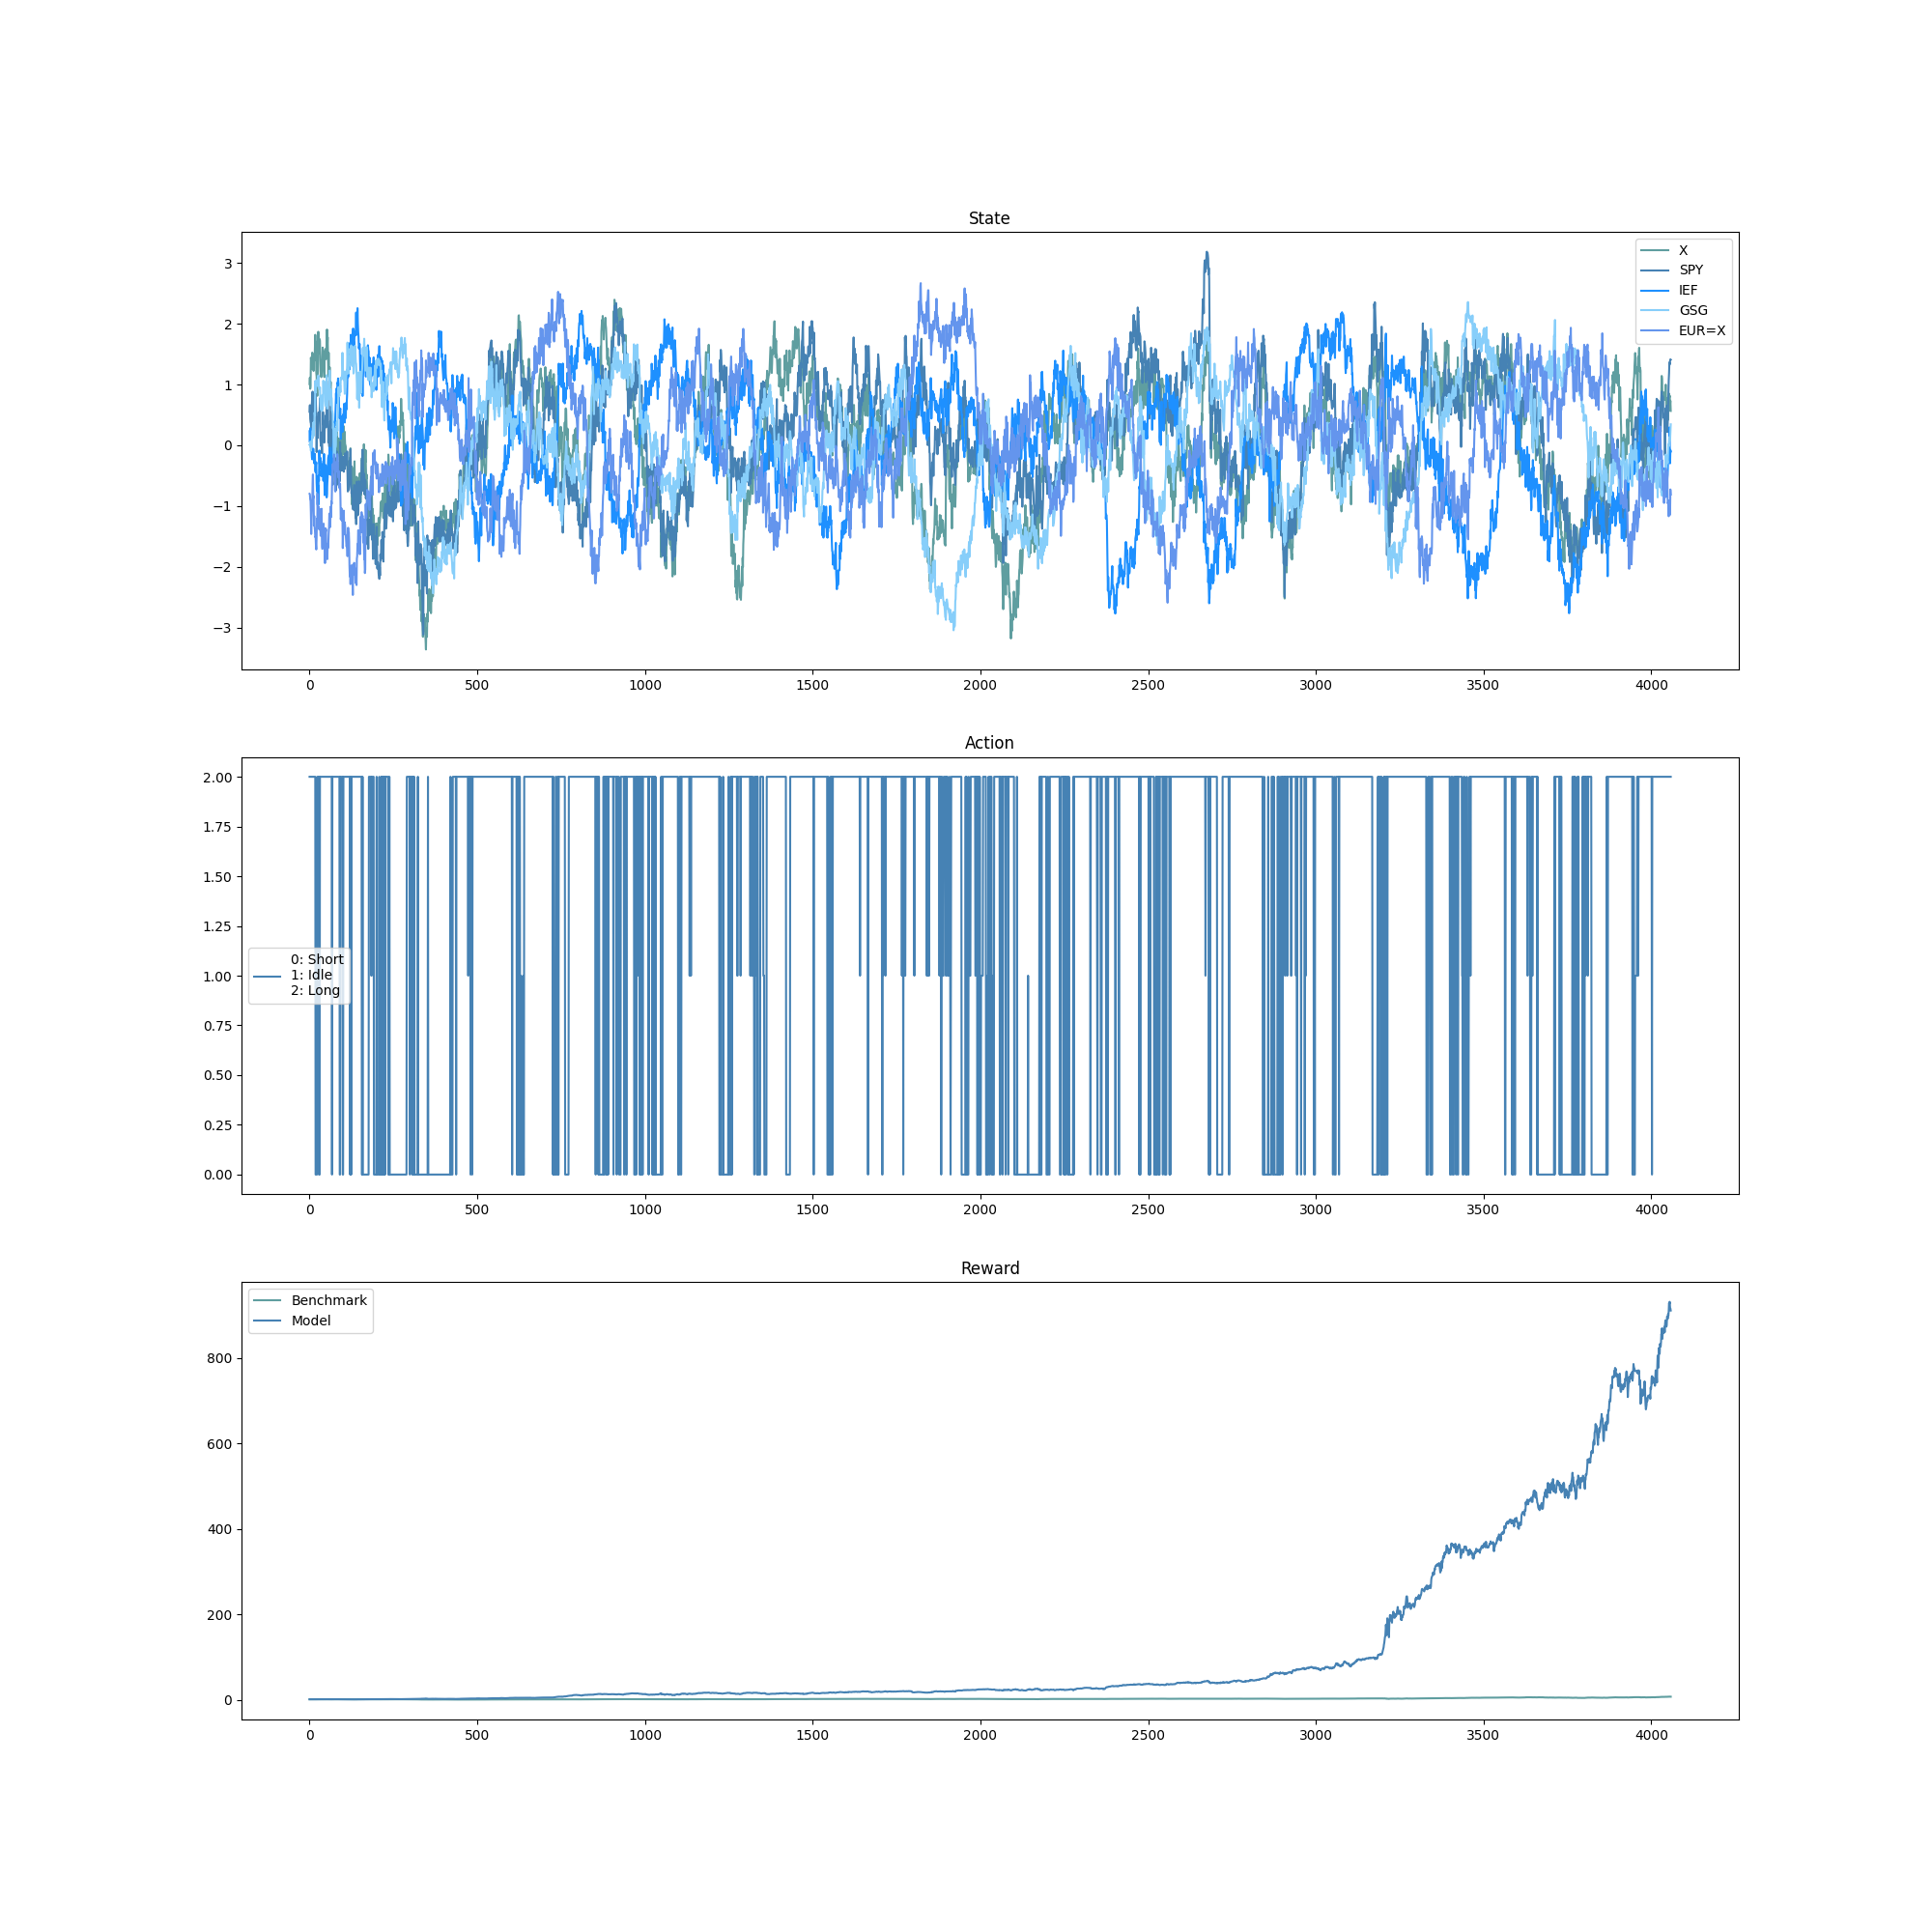 State
3
2
1
0
−1
−2
−3
X
SPY
IEF
GSG
EUR=X
0 500 1000 1500 2000 2500 3000 3500 4000
Action
2.00
1.75
1.50
1.25
1.00
0.75
0.50
0.25
0.00
0: Short
1: Idle
2: Long
0 500 1000 1500 2000 2500 3000 3500 4000
Reward
Benchmark
Model
800
600
400
200
0
0 500 1000 1500 2000 2500 3000 3500 4000